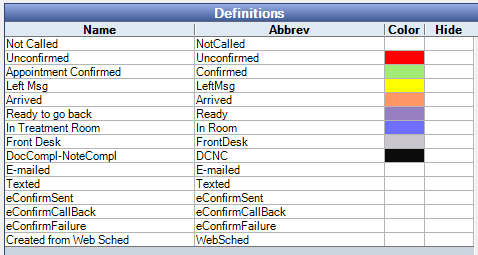 Definitions
Name Abbrev Color Hide
Not Called NotCalled
Unconfirmed Unconfirmed
Appointment Confirmed Confirmed
Left Msg LeftMsg
Arrived Arrived
Ready to go back Ready
In Treatment Room In Room
Front Desk FrontDesk
DocCompl-NoteCompl DCNC
E-mailed E-mailed
Texted Texted
eConfirmSent eConfirmSent
eConfirmCallBack eConfirmCallBack
eConfirmFailure eConfirmFailure
Created from Web Sched WebSched